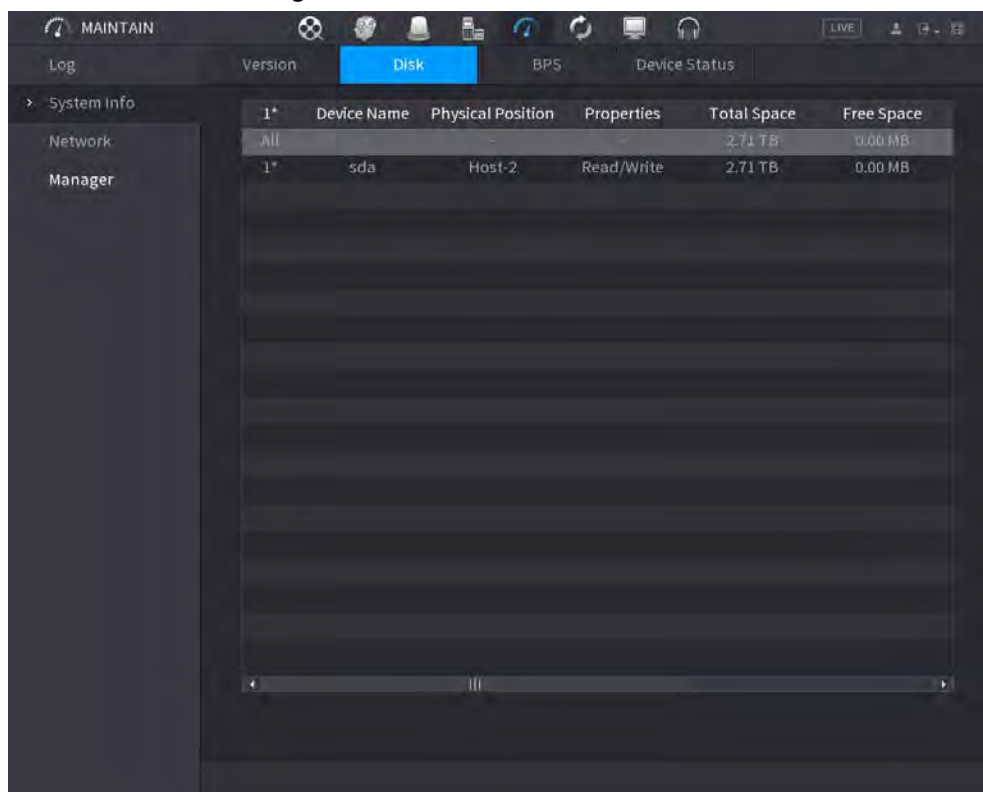 MAINTAIN LIVE
Log Version Disk BPS Device Status
System Info
Network
Manager
1* Device Name Physical Position Properties Total Space Free Space
All - - - 2.71 TB 0.00 MB
1* sda Host-2 Read/Write 2.71 TB 0.00 MB